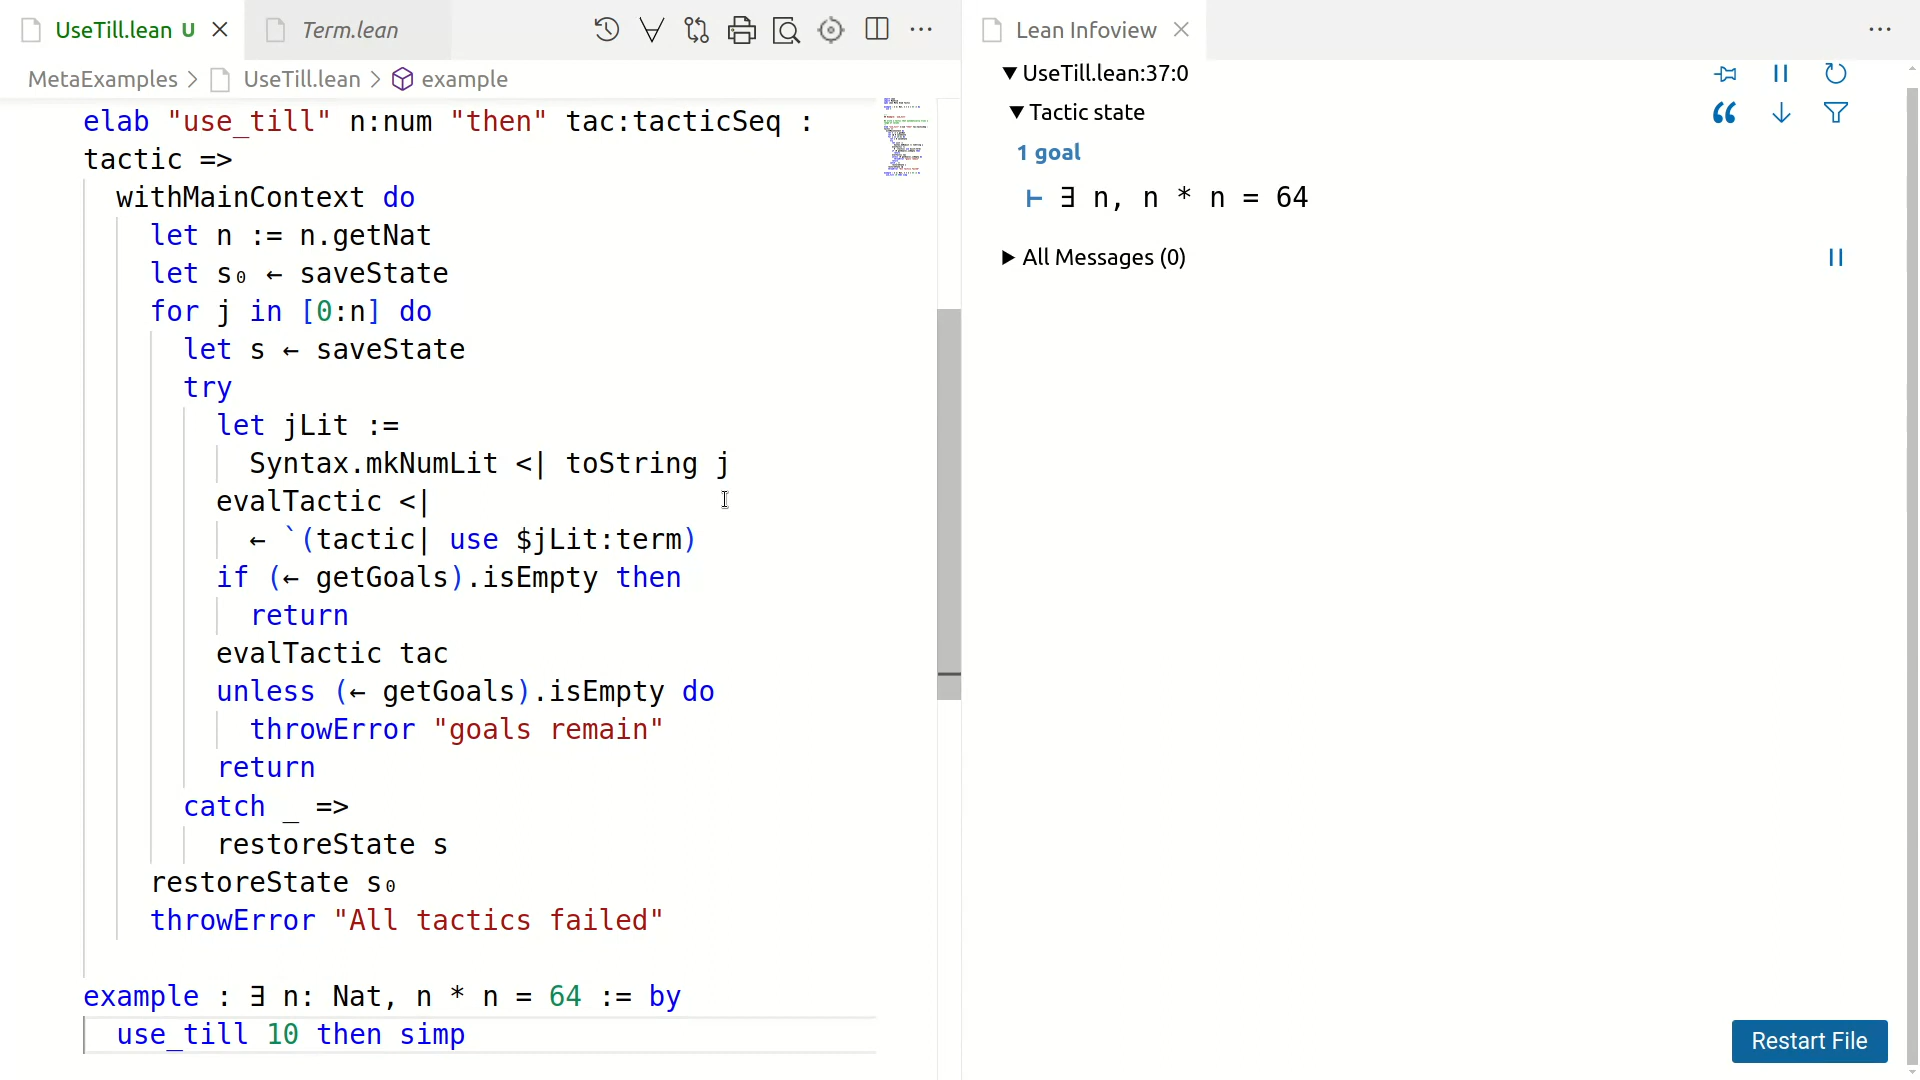 UseTill.lean U
Term.lean
Lean Infoview
MetaExamples > UseTill.lean > example
elab "use_till" n:num "then" tac:tacticSeq :
tactic =>
withMainContext do
let n := n.getNat
let s₀ ← saveState
for j in [0:n] do
let s ← saveState
try
let jLit :=
Syntax.mkNumLit <| toString j
evalTactic <|
← `(tactic| use $jLit:term)
if (← getGoals).isEmpty then
return
evalTactic tac
unless (← getGoals).isEmpty do
throwError "goals remain"
return
catch _ =>
restoreState s
restoreState s₀
throwError "All tactics failed"
example : ∃ n: Nat, n * n = 64 := by
use_till 10 then simp
UseTill.lean:37:0
Tactic state
1 goal
⊢ ∃ n, n * n = 64
All Messages (0)
Restart File